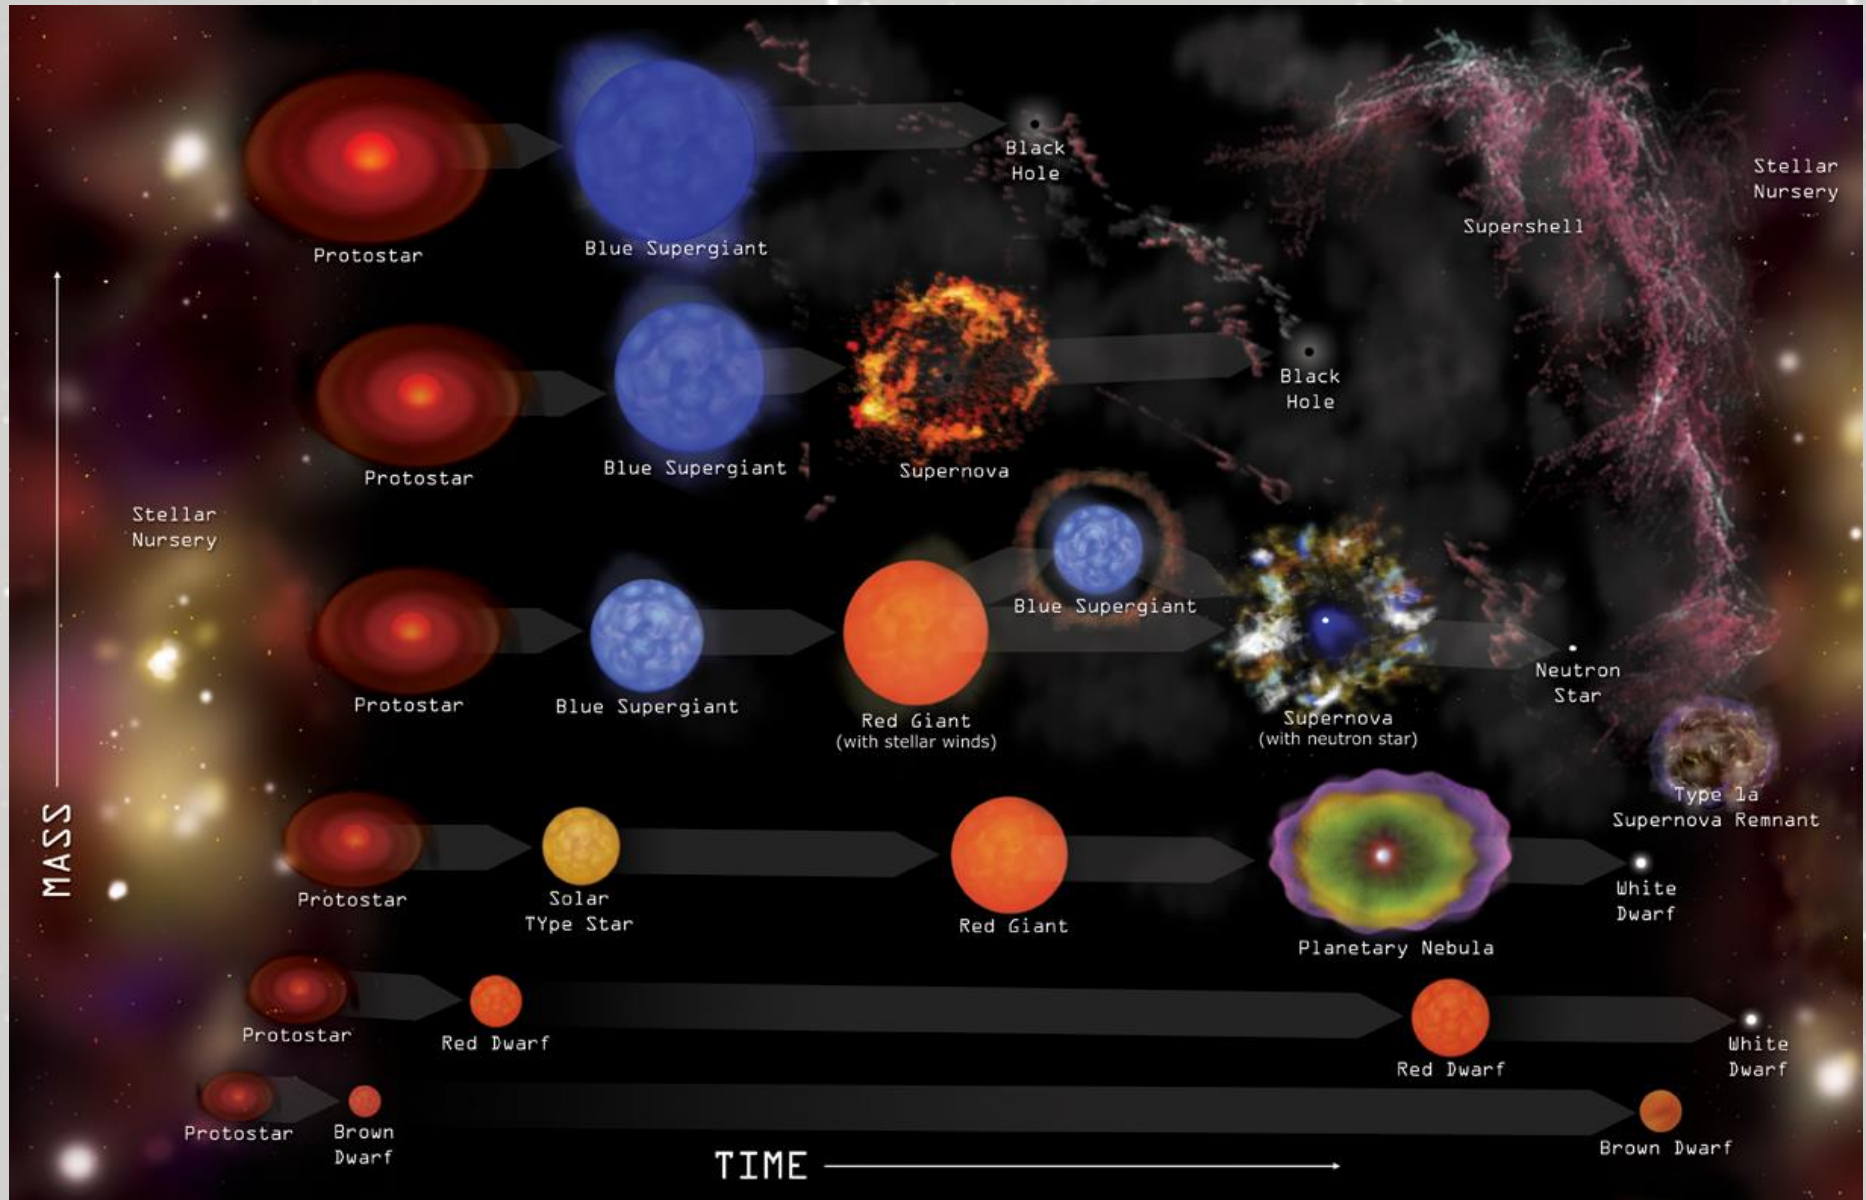 Stellar
Nursery
Protostar
Blue Supergiant
Black
Hole
Supershell
Stellar
Nursery
Protostar
Blue Supergiant
Supernova
Black
Hole
Protostar
Blue Supergiant
Red Giant
(with stellar winds)
Blue Supergiant
Supernova
(with neutron star)
Neutron
Star
Type 1a
Supernova Remnant
Protostar
Solar
TYpe Star
Red Giant
Planetary Nebula
White
Dwarf
Protostar
Red Dwarf
Red Dwarf
White
Dwarf
Protostar
Brown
Dwarf
Brown Dwarf
MASS
TIME